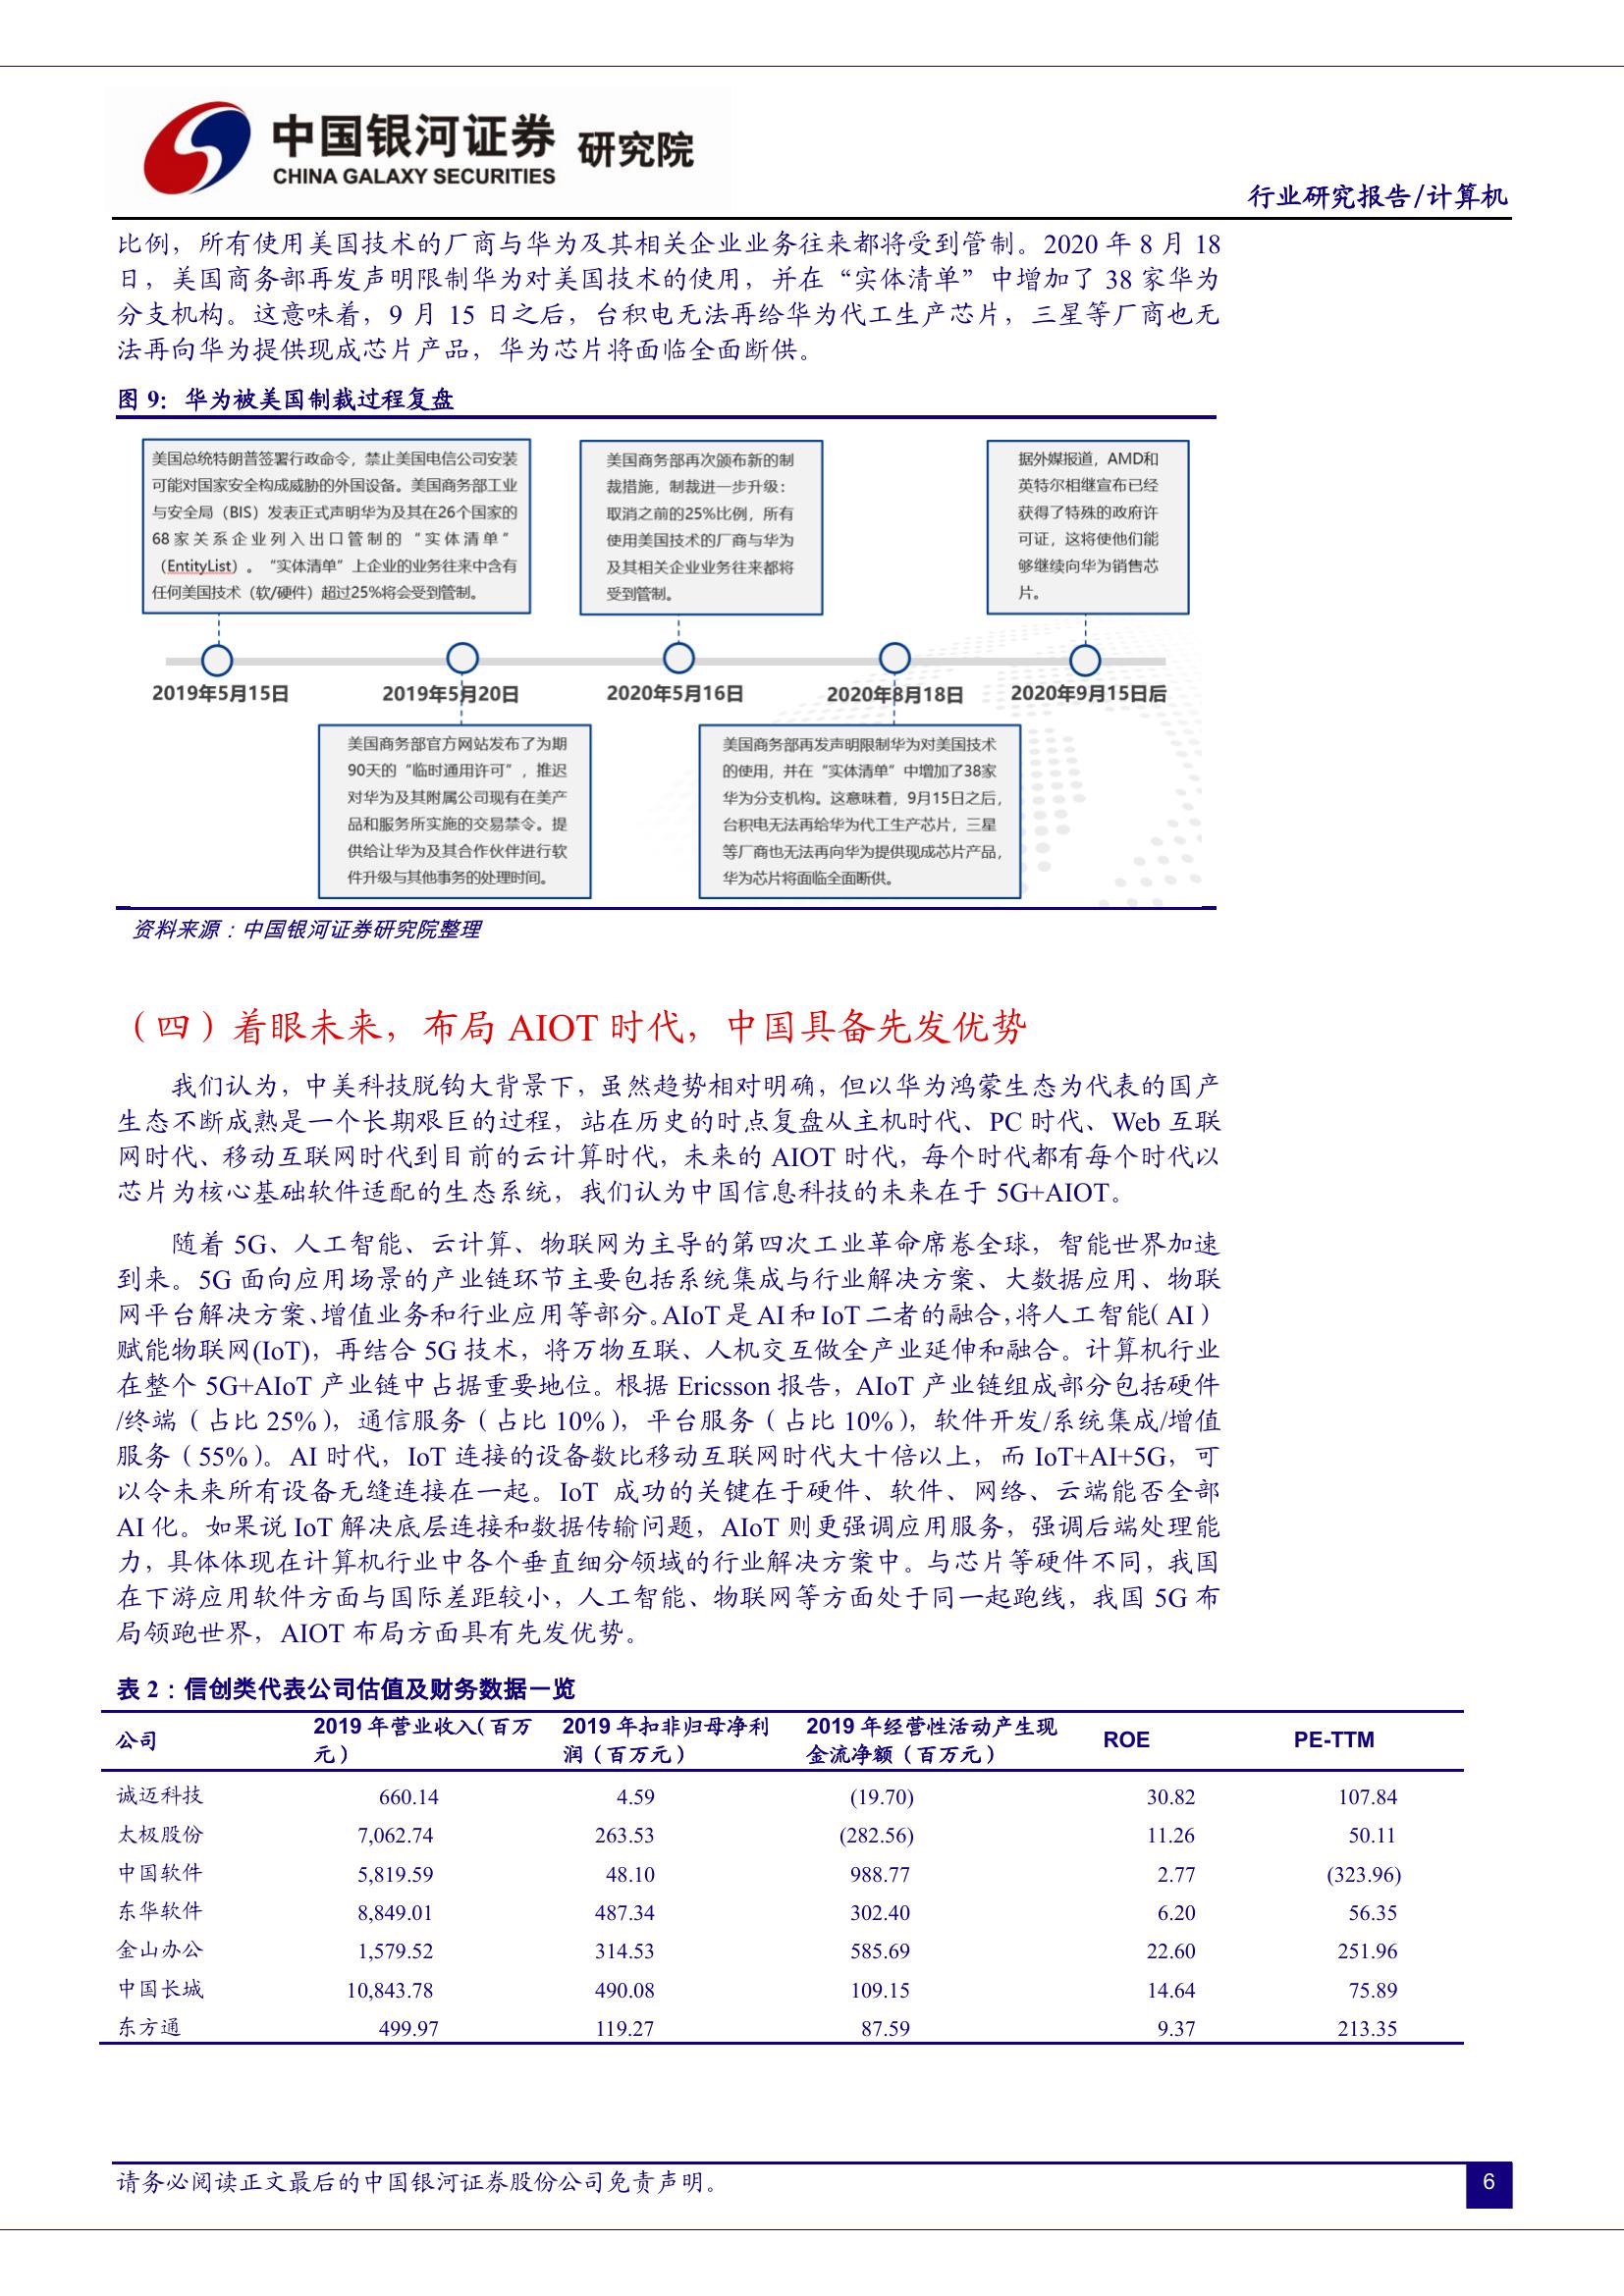 中国银河证券 研究院
CHINA GALAXY SECURITIES
行业研究报告/计算机
比例，所有使用美国技术的厂商与华为及其相关企业业务往来都将受到管制。2020 年 8 月 18
日，美国商务部再发声明限制华为对美国技术的使用，并在“实体清单”中增加了 38 家华为
分支机构。这意味着，9 月 15 日之后，台积电无法再给华为代工生产芯片，三星等厂商也无
法再向华为提供现成芯片产品，华为芯片将面临全面断供。
图 9：华为被美国制裁过程复盘
美国总统特朗普签署行政命令，禁止美国电信公司安装
可能对国家安全构成威胁的外国设备。美国商务部工业
与安全局（BIS）发表正式声明华为及其在26个国家的
68家关系企业列入出口管制的“实体清单”
（EntityList）。“实体清单”上企业的业务往来中含有
任何美国技术（软/硬件）超过25%将会受到管制。
美国商务部再次颁布新的制
裁措施，制裁进一步升级：
取消之前的25%比例，所有
使用美国技术的厂商与华为
及其相关企业业务往来都将
受到管制。
据外媒报道，AMD和
英特尔相继宣布已经
获得了特殊的政府许
可证，这将使他们能
够继续向华为销售芯
片。
2019年5月15日
2019年5月20日
2020年5月16日
2020年8月18日
2020年9月15日后
美国商务部官方网站发布了为期
90天的“临时通用许可”，推迟
对华为及其附属公司现有在美产
品和服务所实施的交易禁令。提
供给让华为及其合作伙伴进行软
件升级与其他事务的处理时间。
美国商务部再发声明限制华为对美国技术
的使用，并在“实体清单”中增加了38家
华为分支机构。这意味着，9月15日之后，
台积电无法再给华为代工生产芯片，三星
等厂商也无法再向华为提供现成芯片产品，
华为芯片将面临全面断供。
资料来源：中国银河证券研究院整理
（四）着眼未来，布局 AIOT 时代，中国具备先发优势
我们认为，中美科技脱钩大背景下，虽然趋势相对明确，但以华为鸿蒙生态为代表的国产
生态不断成熟是一个长期艰巨的过程，站在历史的时点复盘从主机时代、PC 时代、Web 互联
网时代、移动互联网时代到目前的云计算时代，未来的 AIOT 时代，每个时代都有每个时代以
芯片为核心基础软件适配的生态系统，我们认为中国信息科技的未来在于 5G+AIOT。
随着 5G、人工智能、云计算、物联网为主导的第四次工业革命席卷全球，智能世界加速
到来。5G 面向应用场景的产业链环节主要包括系统集成与行业解决方案、大数据应用、物联
网平台解决方案、增值业务和行业应用等部分。AIoT 是 AI 和 IoT 二者的融合，将人工智能（AI）
赋能物联网(IoT)，再结合 5G 技术，将万物互联、人机交互做全产业延伸和融合。计算机行业
在整个 5G+AIoT 产业链中占据重要地位。根据 Ericsson 报告，AIoT 产业链组成部分包括硬件
/终端（占比 25%），通信服务（占比 10%），平台服务（占比 10%），软件开发/系统集成/增值
服务（55%）。AI 时代，IoT 连接的设备数比移动互联网时代大十倍以上，而 IoT+AI+5G，可
以令未来所有设备无缝连接在一起。IoT 成功的关键在于硬件、软件、网络、云端能否全部
AI 化。如果说 IoT 解决底层连接和数据传输问题，AIoT 则更强调应用服务，强调后端处理能
力，具体体现在计算机行业中各个垂直细分领域的行业解决方案中。与芯片等硬件不同，我国
在下游应用软件方面与国际差距较小，人工智能、物联网等方面处于同一起跑线，我国 5G 布
局领跑世界，AIOT 布局方面具有先发优势。
表 2：信创类代表公司估值及财务数据一览
公司 2019 年营业收入（百万元） 2019 年扣非归母净利润（百万元） 2019 年经营性活动产生现金流净额（百万元） ROE PE-TTM
诚迈科技 660.14 4.59 (19.70) 30.82 107.84
太极股份 7,062.74 263.53 (282.56) 11.26 50.11
中国软件 5,819.59 48.10 988.77 2.77 (323.96)
东华软件 8,849.01 487.34 302.40 6.20 56.35
金山办公 1,579.52 314.53 585.69 22.60 251.96
中国长城 10,843.78 490.08 109.15 14.64 75.89
东方通 499.97 119.27 87.59 9.37 213.35
请务必阅读正文最后的中国银河证券股份公司免责声明。
6